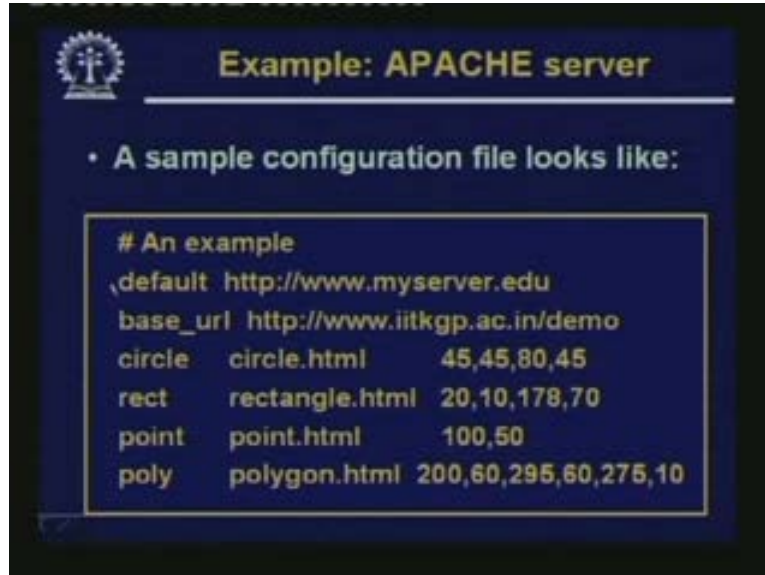 Example: APACHE server
• A sample configuration file looks like:
# An example
default http://www.myserver.edu
base_url http://www.iitkgp.ac.in/demo
circle circle.html 45,45,80,45
rect rectangle.html 20,10,178,70
point point.html 100,50
poly polygon.html 200,60,295,60,275,10